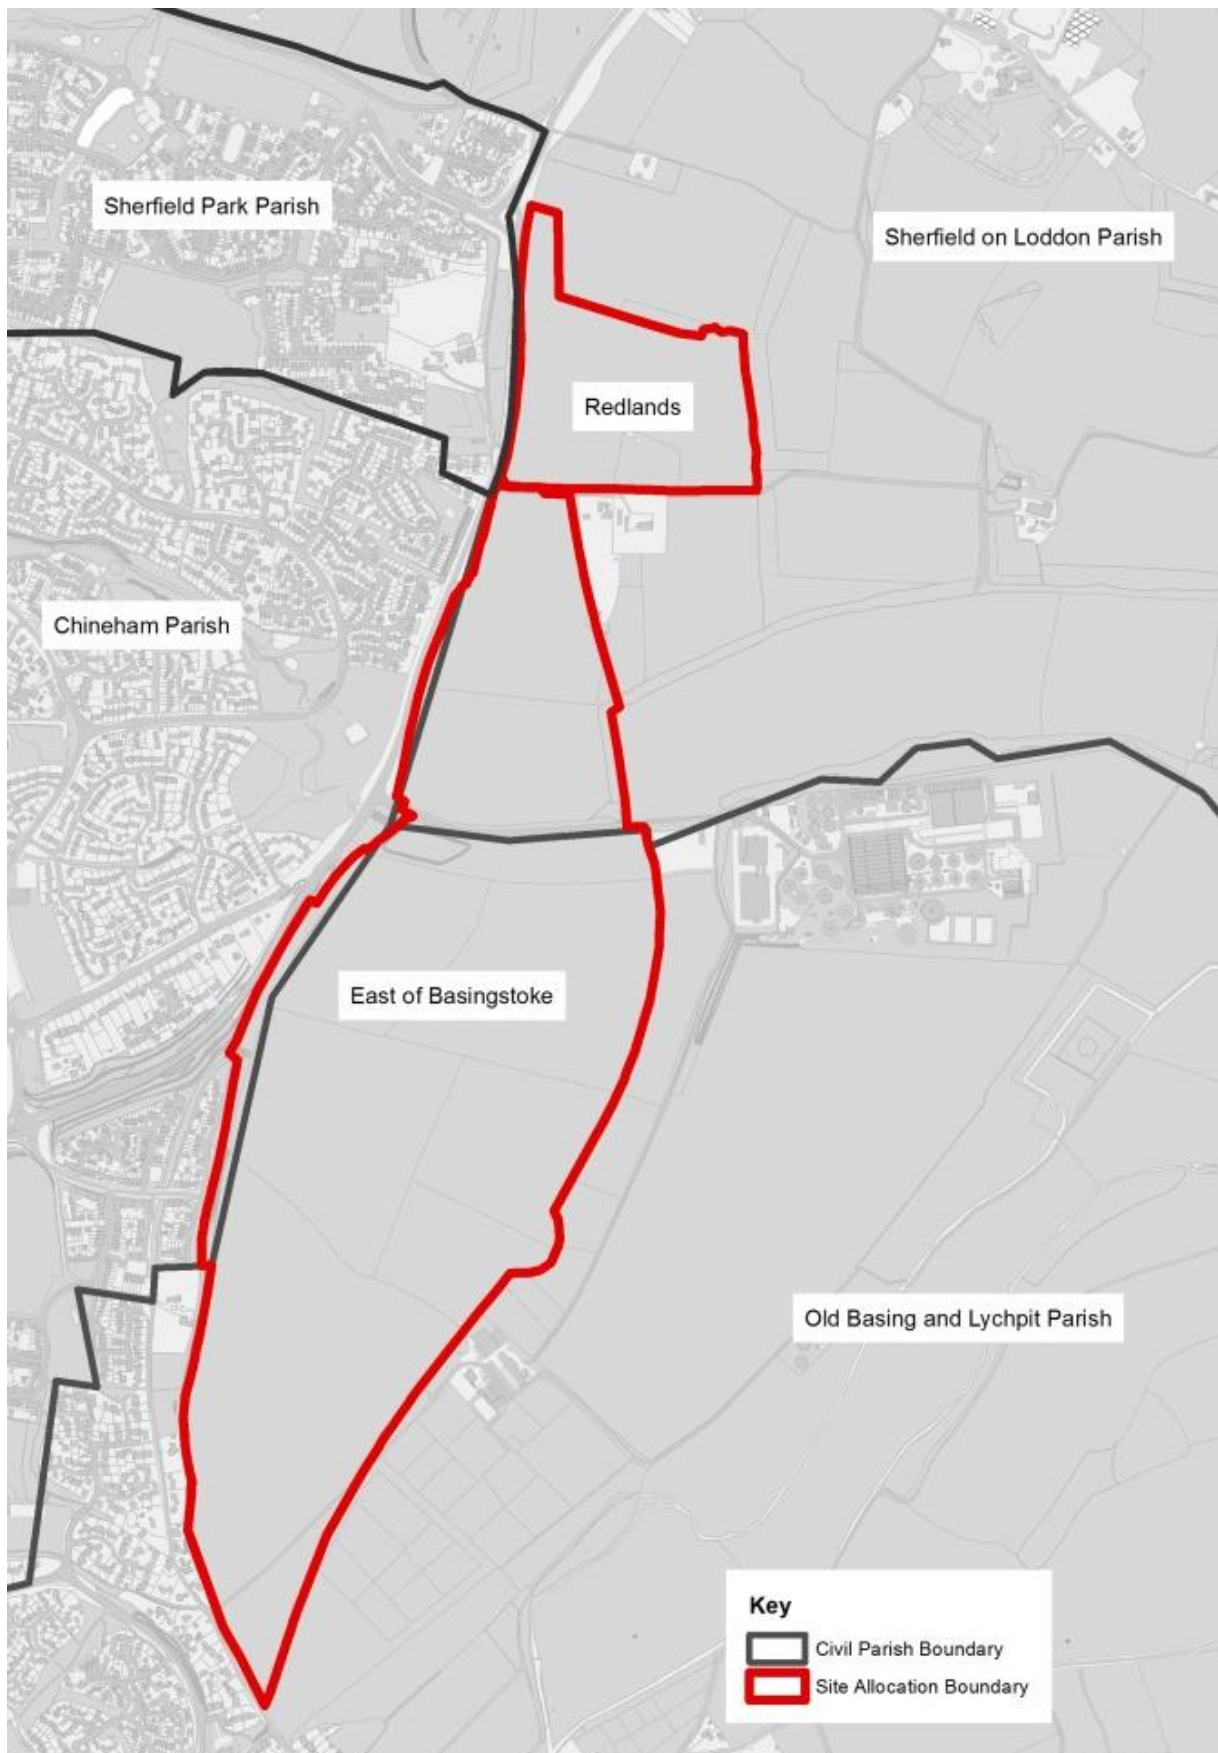 Sherfield Park Parish
Sherfield on Loddon Parish
Redlands
Chineham Parish
East of Basingstoke
Old Basing and Lychpit Parish
Key
Civil Parish Boundary
Site Allocation Boundary